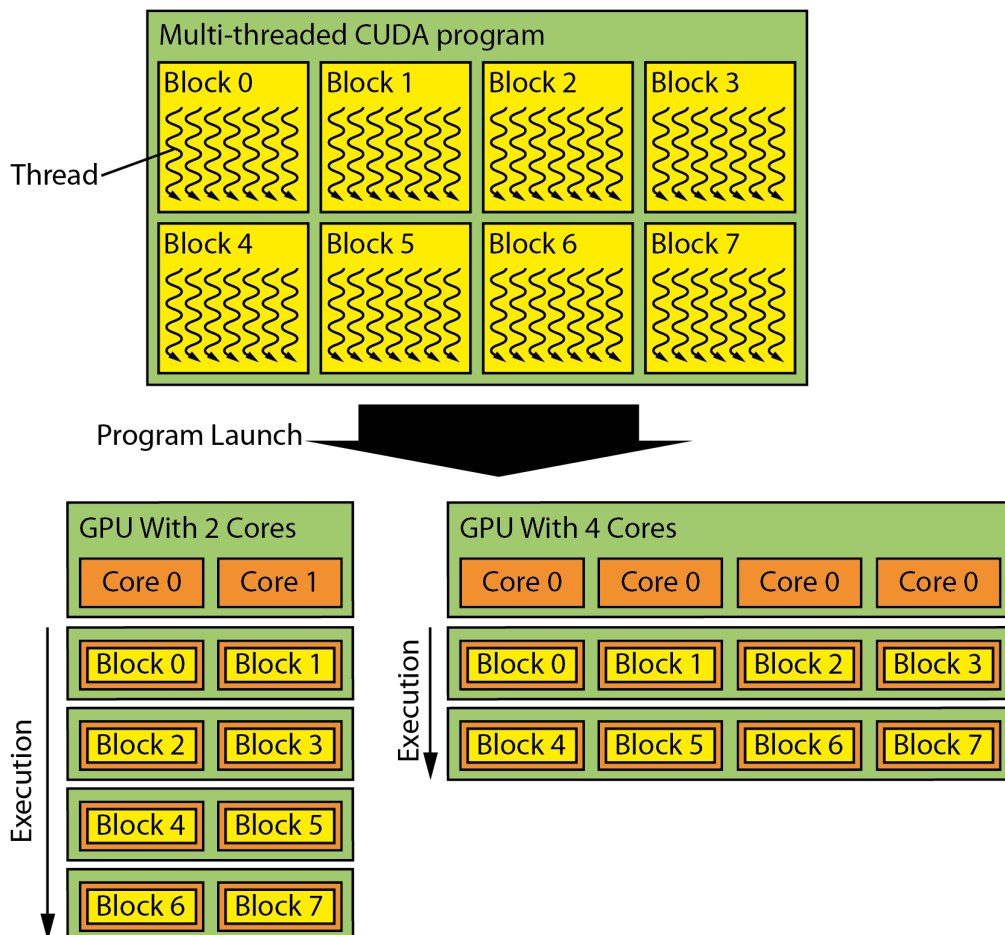 Multi-threaded CUDA program
Block 0 Block 1 Block 2 Block 3
Thread
Block 4 Block 5 Block 6 Block 7
Program Launch
GPU With 2 Cores
Core 0 Core 1
Execution
Block 0 Block 1
Block 2 Block 3
Block 4 Block 5
Block 6 Block 7
GPU With 4 Cores
Core 0 Core 0 Core 0 Core 0
Execution
Block 0 Block 1 Block 2 Block 3
Block 4 Block 5 Block 6 Block 7